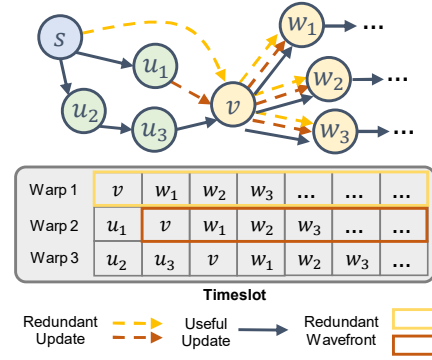 s
u₁
u₂
u₃
v
w₁ ...
w₂ ...
w₃ ...
Warp 1 v w₁ w₂ w₃ ... ... ...
Warp 2 u₁ v w₁ w₂ w₃ ... ...
Warp 3 u₂ u₃ v w₁ w₂ w₃ ...
Timeslot
Redundant Update
Useful Update
Redundant Wavefront